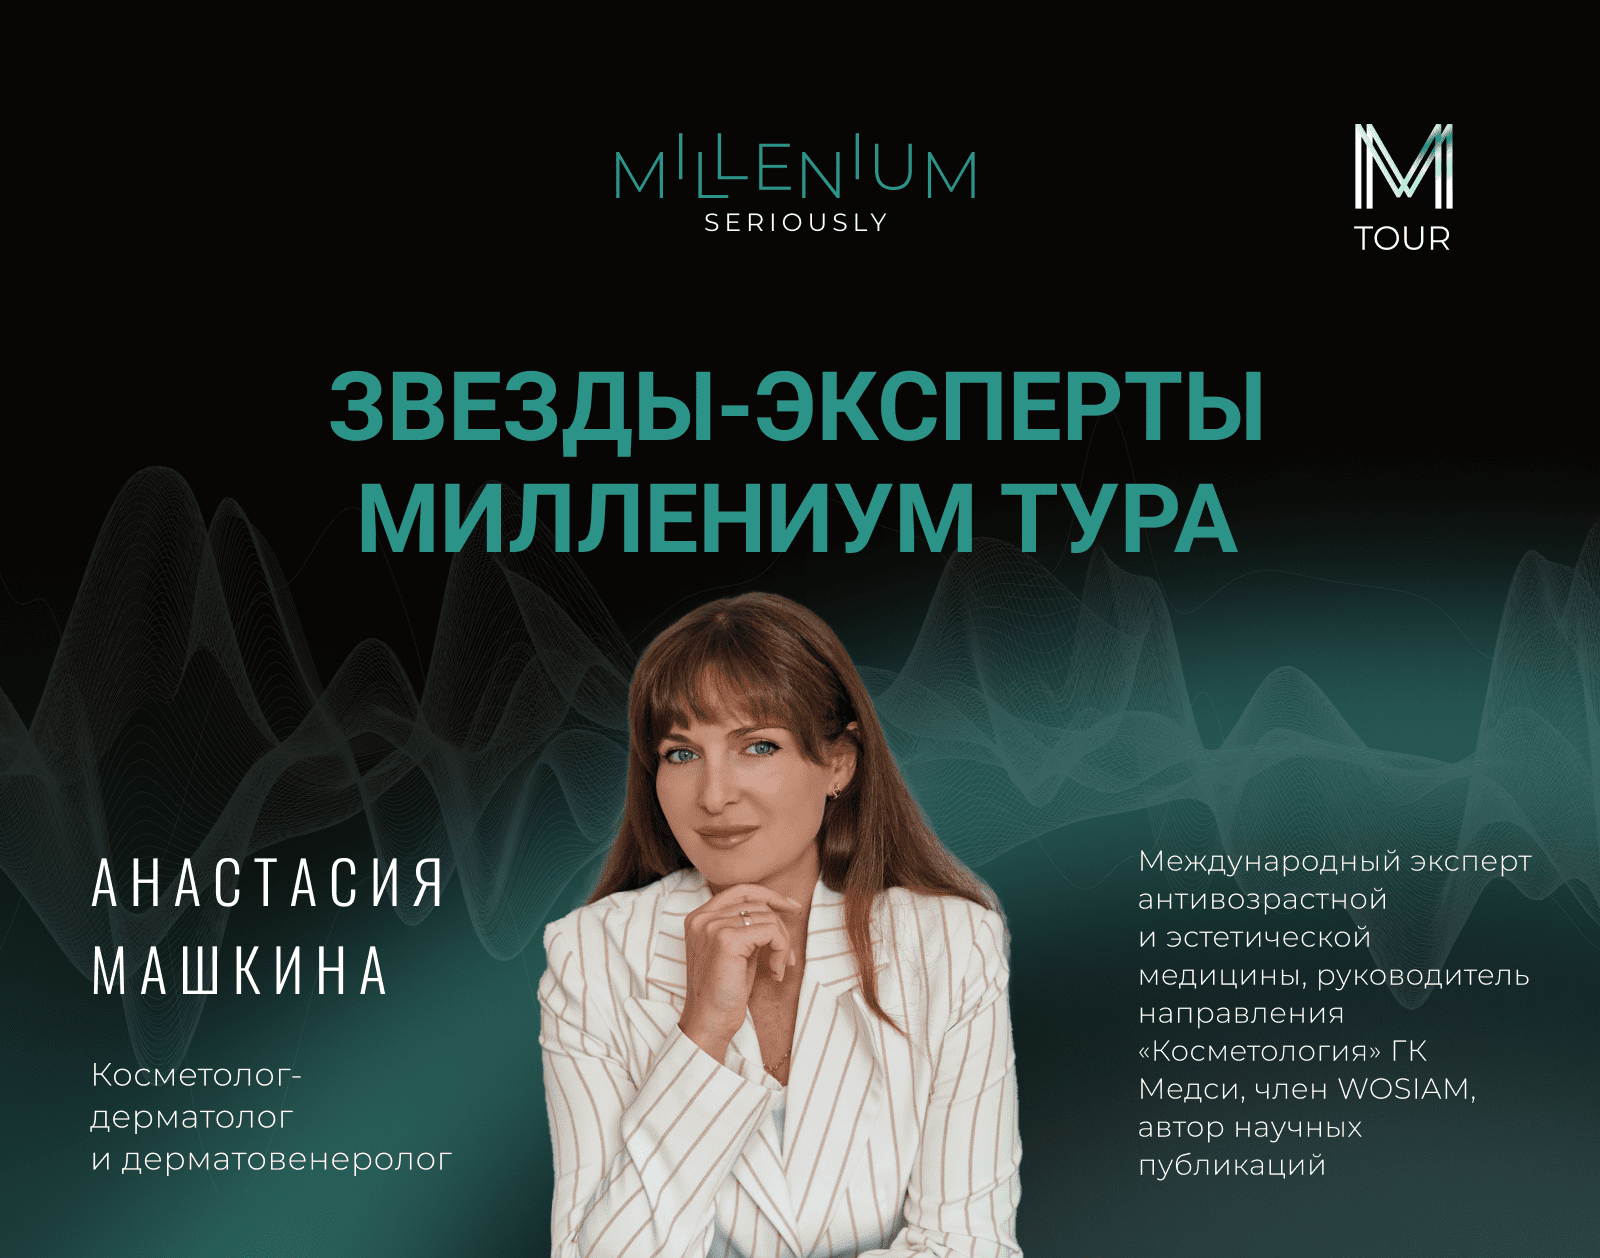 MILLENIUM
SERIOUSLY
M
TOUR
ЗВЕЗДЫ-ЭКСПЕРТЫ
МИЛЛЕНИУМ ТУРА
АНАСТАСИЯ
МАШКИНА
Косметолог-
дерматолог
и дерматовенеролог
Международный эксперт
антивозрастной
и эстетической
медицины, руководитель
направления
«Косметология» ГК
Медси, член WOSIAM,
автор научных
публикаций